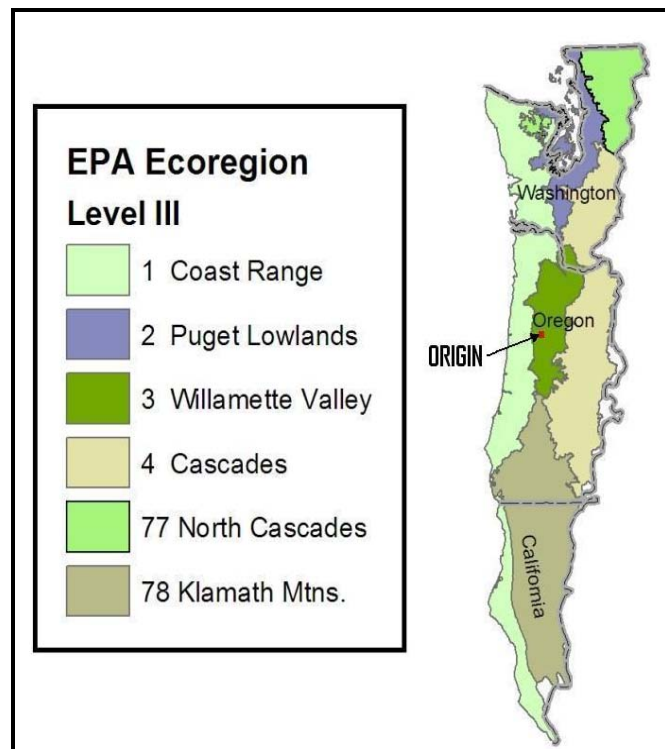 EPA Ecoregion
Level III
1 Coast Range
2 Puget Lowlands
3 Willamette Valley
4 Cascades
77 North Cascades
78 Klamath Mtns.
Washington
Oregon
ORIGIN
California